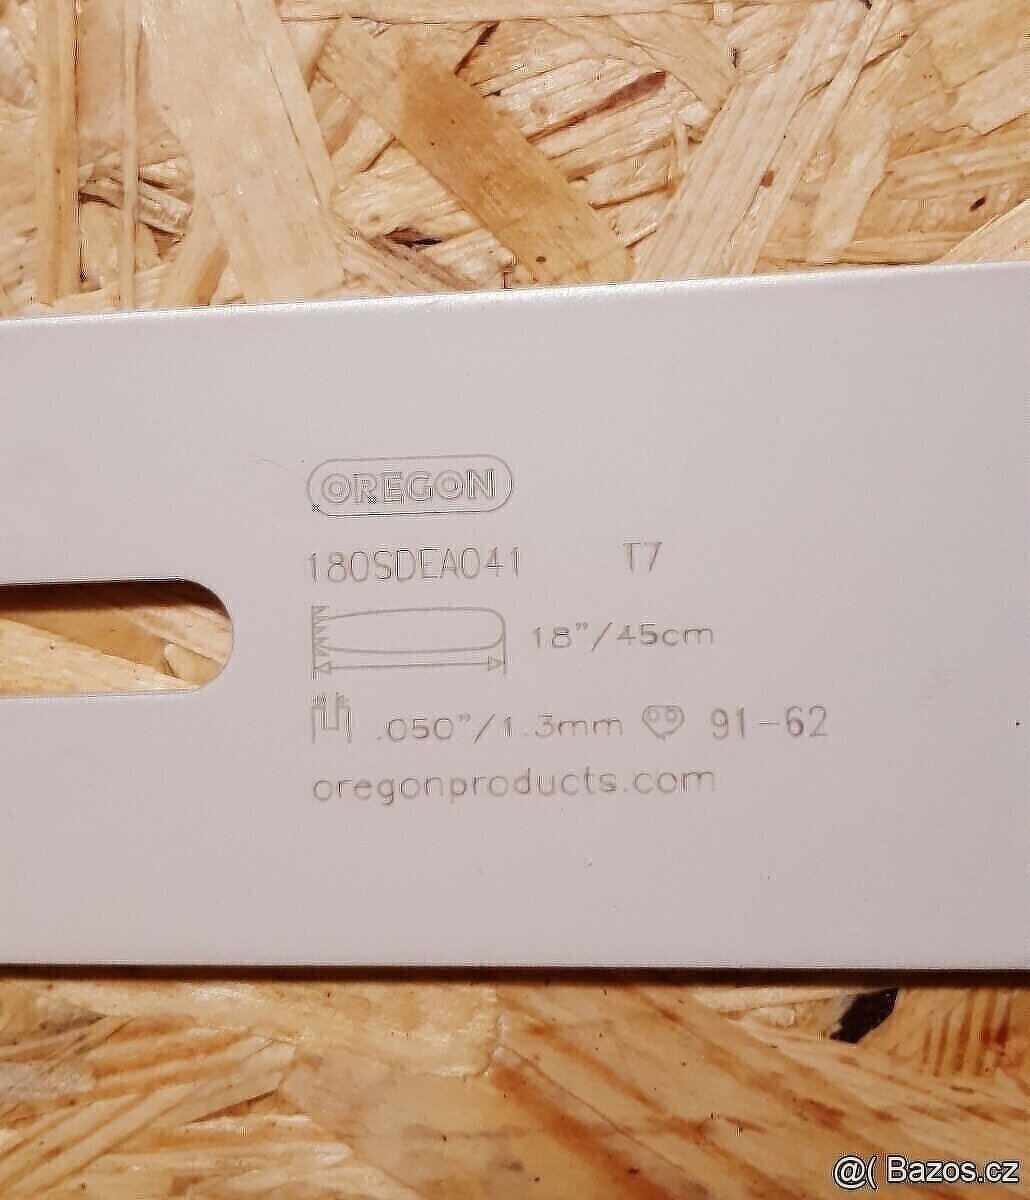 OREGON
180SDEA041 T7
18"/45cm
.050"/1.3mm 91-62
oregonproducts.com
@( Bazos.cz